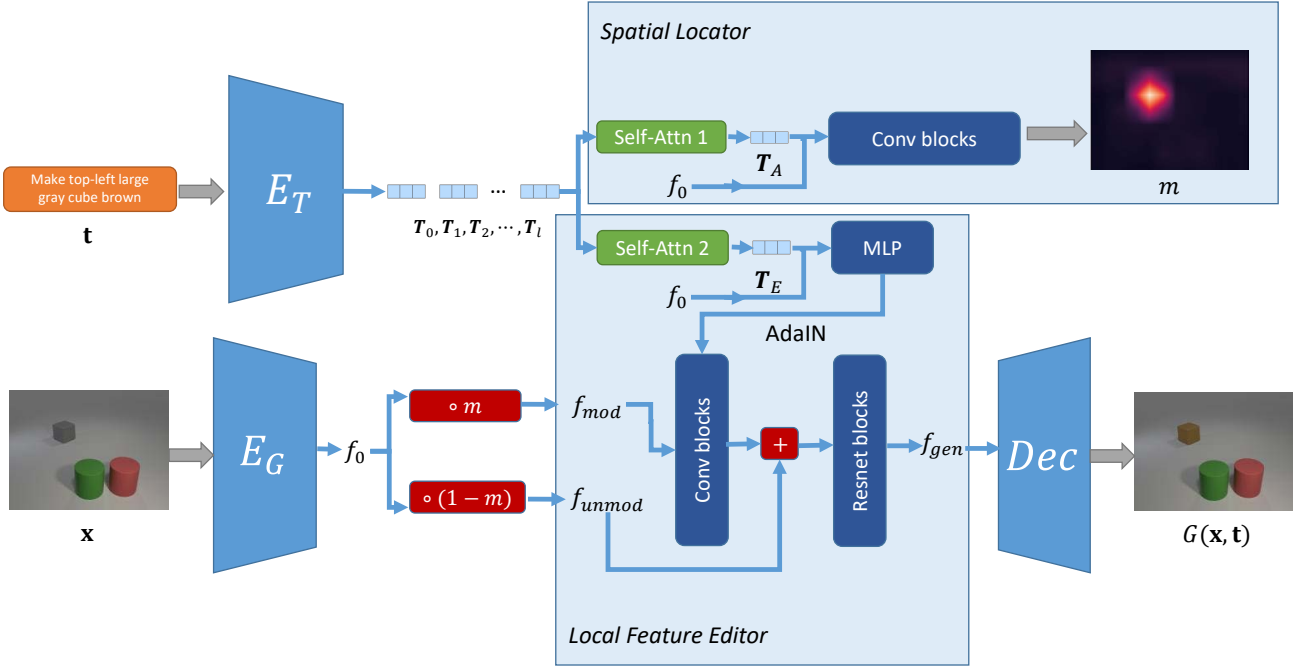 Spatial Locator
Self-Attn 1
T_A
f_0
Conv blocks
m
Make top-left large
gray cube brown
t
E_T
T_0, T_1, T_2, ⋯, T_l
...
Self-Attn 2
T_E
f_0
MLP
AdaIN
x
E_G
f_0
∘ m
∘ (1 − m)
f_mod
f_unmod
Conv blocks
+
Resnet blocks
f_gen
Dec
G(x, t)
Local Feature Editor